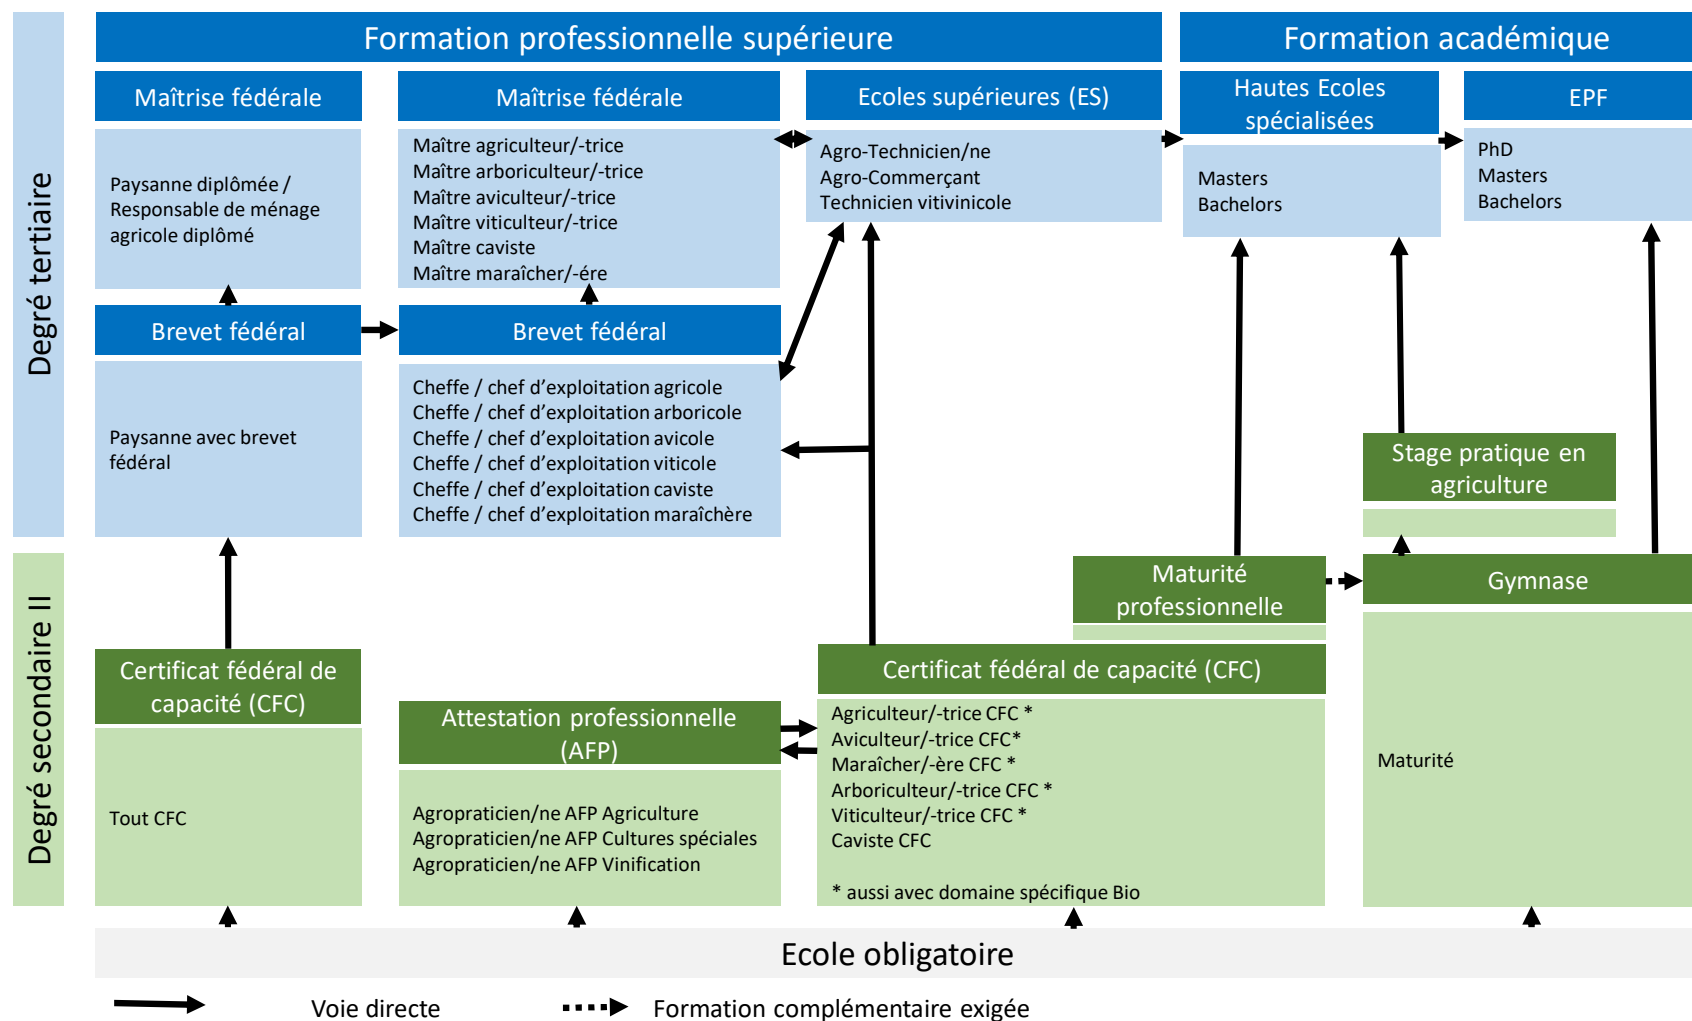 Degré tertiaire
Degré secondaire II
Formation professionnelle supérieure
Formation académique
Maîtrise fédérale
Paysanne diplômée /
Responsable de ménage
agricole diplômé
Maîtrise fédérale
Maître agriculteur/-trice
Maître arboriculteur/-trice
Maître aviculteur/-trice
Maître viticulteur/-trice
Maître caviste
Maître maraîcher/-ére
Ecoles supérieures (ES)
Agro-Technicien/ne
Agro-Commerçant
Technicien vitivinicole
Hautes Ecoles
spécialisées
Masters
Bachelors
EPF
PhD
Masters
Bachelors
Brevet fédéral
Paysanne avec brevet
fédéral
Brevet fédéral
Cheffe / chef d’exploitation agricole
Cheffe / chef d’exploitation arboricole
Cheffe / chef d’exploitation avicole
Cheffe / chef d’exploitation viticole
Cheffe / chef d’exploitation caviste
Cheffe / chef d’exploitation maraîchère
Stage pratique en
agriculture
Maturité
professionnelle
Gymnase
Maturité
Certificat fédéral de
capacité (CFC)
Tout CFC
Attestation professionnelle
(AFP)
Agropraticien/ne AFP Agriculture
Agropraticien/ne AFP Cultures spéciales
Agropraticien/ne AFP Vinification
Certificat fédéral de capacité (CFC)
Agriculteur/-trice CFC *
Aviculteur/-trice CFC*
Maraîcher/-ère CFC *
Arboriculteur/-trice CFC *
Viticulteur/-trice CFC *
Caviste CFC
* aussi avec domaine spécifique Bio
Ecole obligatoire
Voie directe
Formation complémentaire exigée